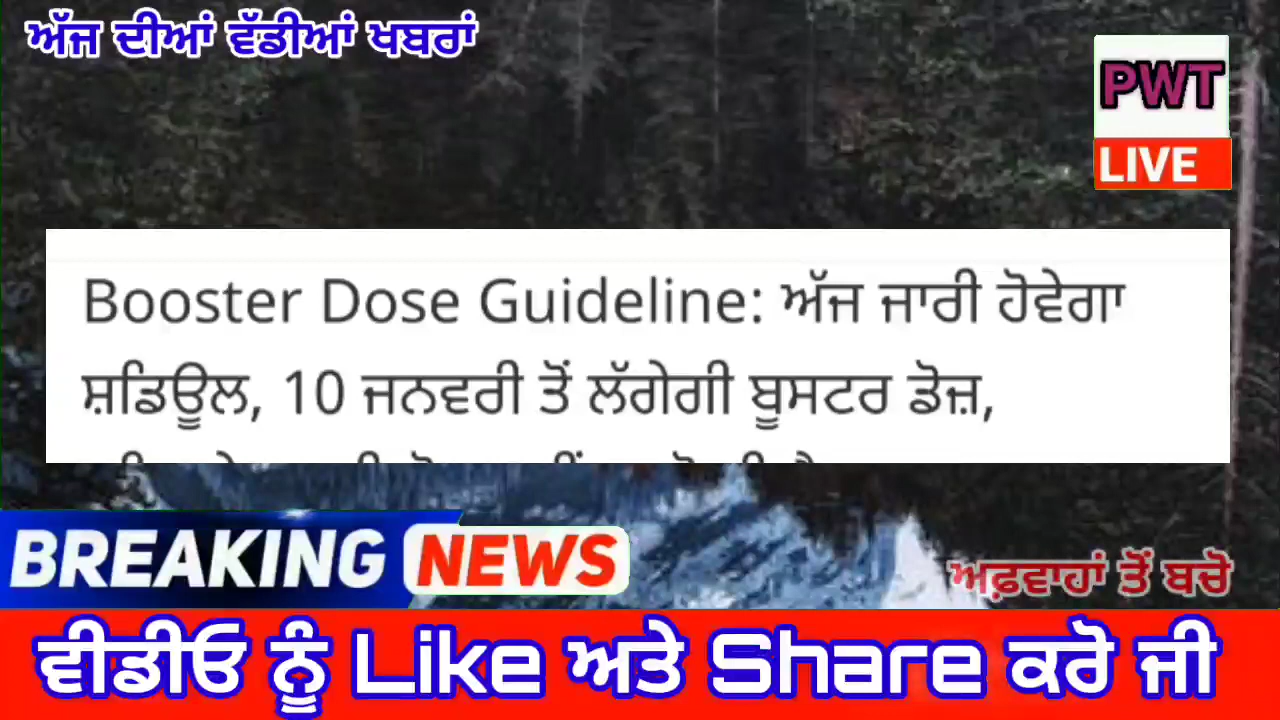 ਅੱਜ ਦੀਆਂ ਵੱਡੀਆਂ ਖਬਰਾਂ
PWT
LIVE
Booster Dose Guideline: ਅੱਜ ਜਾਰੀ ਹੋਵੇਗਾ
ਸ਼ਡਿਊਲ, 10 ਜਨਵਰੀ ਤੋਂ ਲੱਗੇਗੀ ਬੂਸਟਰ ਡੋਜ਼,
BREAKING NEWS
ਅਫ਼ਵਾਹਾਂ ਤੋਂ ਬਚੋ
ਵੀਡੀਓ ਨੂੰ Like ਅਤੇ Share ਕਰੋ ਜੀ